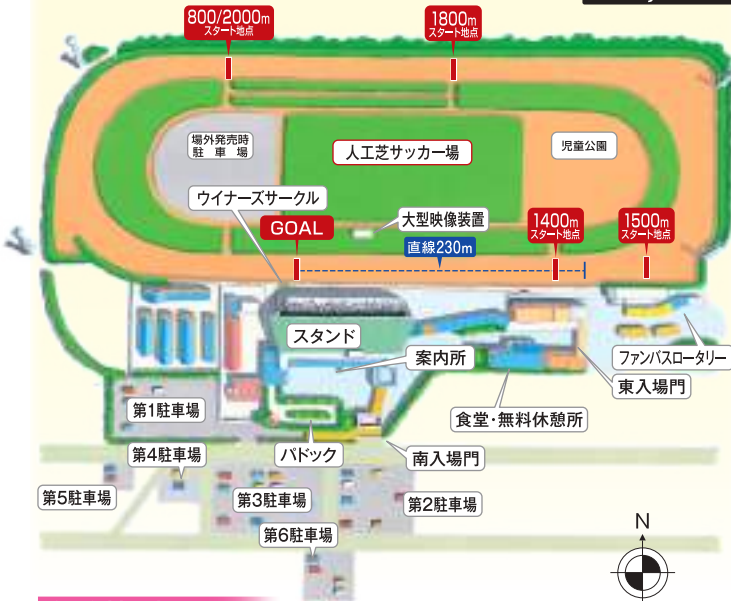 800/2000m
スタート地点
1800m
スタート地点
場外発売時
駐車場
人工芝サッカー場
児童公園
ウイナーズサークル
大型映像装置
GOAL
直線230m
1400m
スタート地点
1500m
スタート地点
スタンド
案内所
ファンバスロータリー
東入場門
第1駐車場
食堂・無料休憩所
第4駐車場
パドック
南入場門
第5駐車場
第3駐車場
第2駐車場
第6駐車場
N